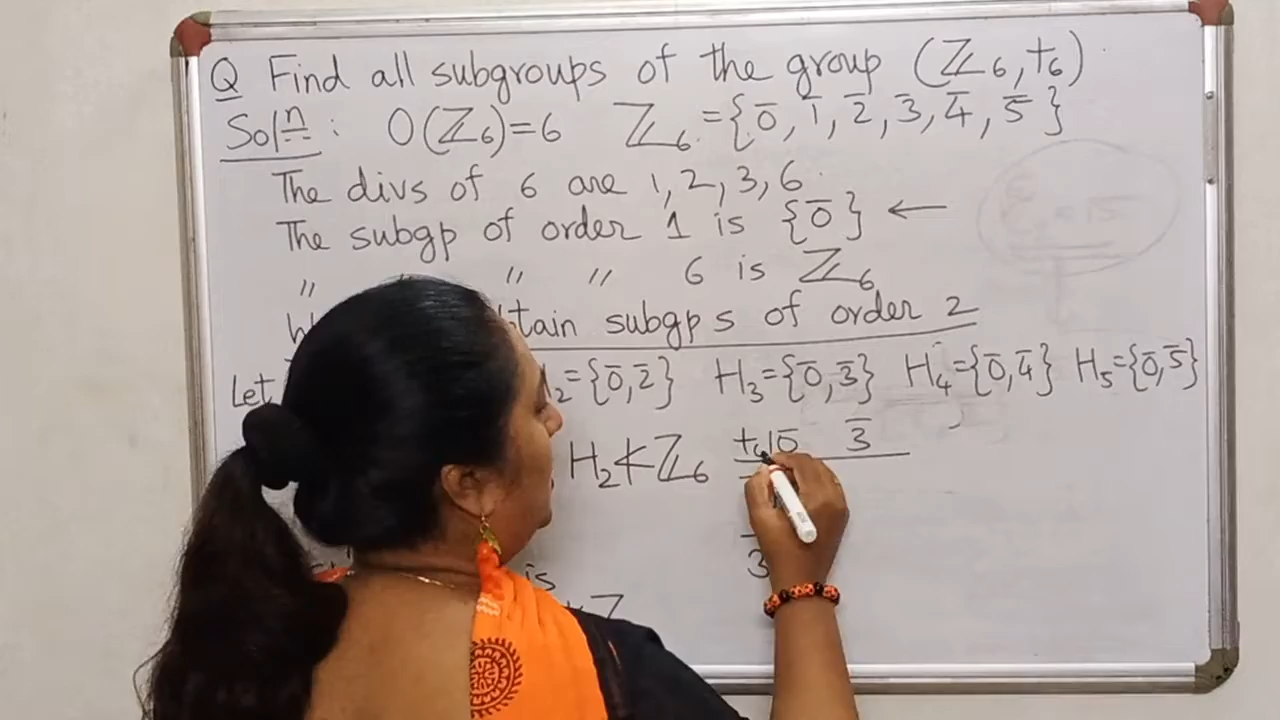 Q Find all subgroups of the group (ℤ₆, +₆)
Solⁿ : O(ℤ₆)=6 ℤ₆={0̅, 1̅, 2̅, 3̅, 4̅, 5̅}
The divs of 6 are 1, 2, 3, 6.
The subgp of order 1 is {0̅} ←
" " " " 6 is ℤ₆
subgps of order 2
Let ={0̅,2̅} H₃={0̅,3̅} H₄={0̅,4̅} H₅={0̅,5̅}
H₂≮ℤ₆ +₆ 0̅ 3̅
3
is